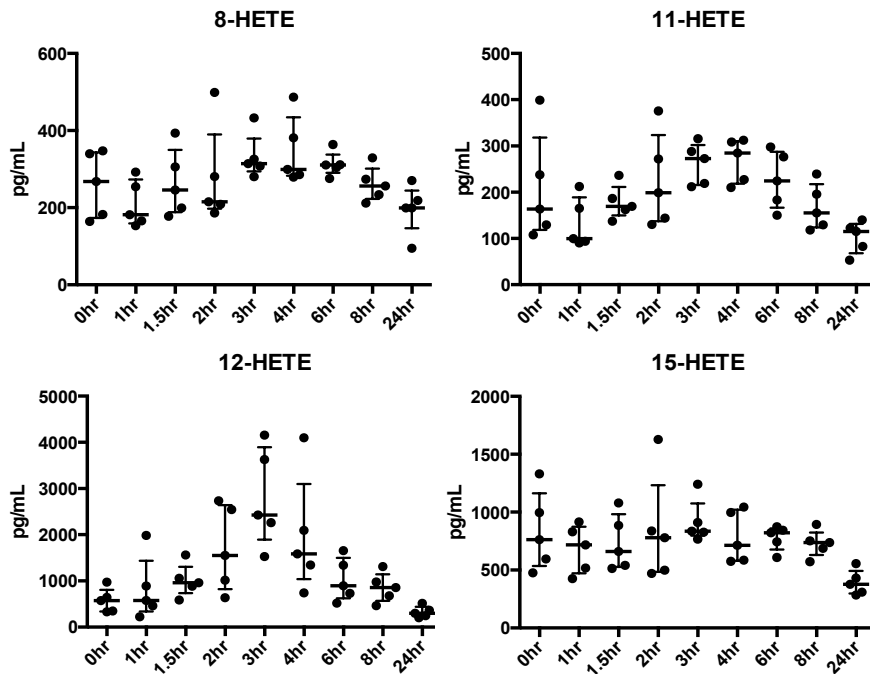 8-HETE
pg/mL
600
400
200
0
0hr
1hr
1.5hr
2hr
3hr
4hr
6hr
8hr
24hr
11-HETE
pg/mL
500
400
300
200
100
0
0hr
1hr
1.5hr
2hr
3hr
4hr
6hr
8hr
24hr
12-HETE
pg/mL
5000
4000
3000
2000
1000
0
0hr
1hr
1.5hr
2hr
3hr
4hr
6hr
8hr
24hr
15-HETE
pg/mL
2000
1500
1000
500
0
0hr
1hr
1.5hr
2hr
3hr
4hr
6hr
8hr
24hr